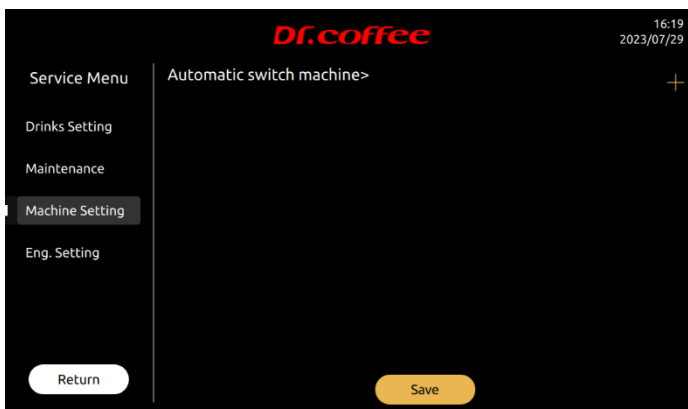 Dr.coffee
16:19
2023/07/29
Service Menu
Automatic switch machine>
+
Drinks Setting
Maintenance
Machine Setting
Eng. Setting
Return
Save